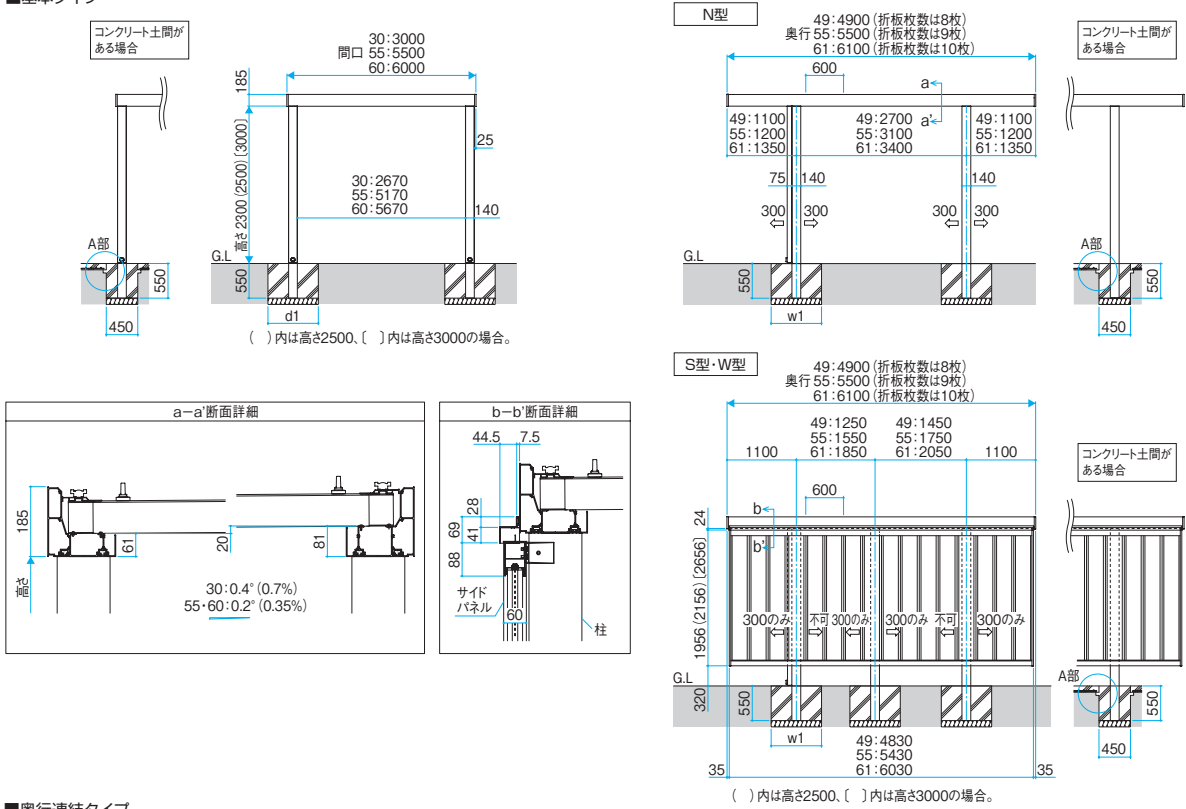 ■基本タイプ
コンクリート土間が
ある場合
A部
550
450
30:3000
間口 55:5500
60:6000
185
高さ2300(2500)〔3000〕
25
30:2670
55:5170
60:5670
140
G.L
550
d1
(　)内は高さ2500、〔　〕内は高さ3000の場合。
N型
49:4900(折板枚数は8枚)
奥行 55:5500(折板枚数は9枚)
61:6100(折板枚数は10枚)
600
a
a'
49:1100
55:1200
61:1350
49:2700
55:3100
61:3400
49:1100
55:1200
61:1350
75
140
140
300
300
300
300
G.L
550
w1
コンクリート土間が
ある場合
A部
550
450
a−a'断面詳細
185
高さ
61
20
81
30:0.4°(0.7%)
55・60:0.2°(0.35%)
b−b'断面詳細
44.5
7.5
28
69
41
88
サイド
パネル
60
柱
S型・W型
49:4900(折板枚数は8枚)
奥行 55:5500(折板枚数は9枚)
61:6100(折板枚数は10枚)
1100
49:1250
55:1550
61:1850
49:1450
55:1750
61:2050
1100
600
b
b'
24
1956(2156)〔2656〕
320
300のみ
不可
300のみ
300のみ
不可
300のみ
G.L
550
w1
49:4830
55:5430
61:6030
35
35
コンクリート土間が
ある場合
A部
550
450
(　)内は高さ2500、〔　〕内は高さ3000の場合。
■奥行連結タイプ